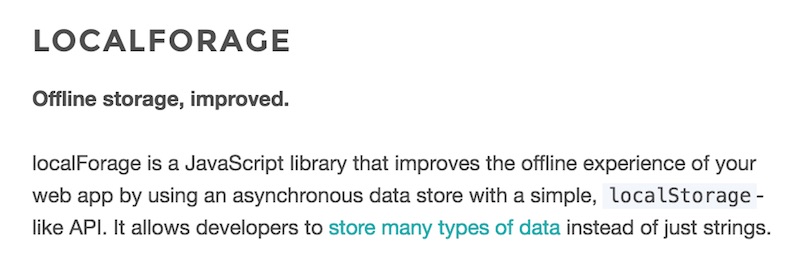 LOCALFORAGE
Offline storage, improved.
localForage is a JavaScript library that improves the offline experience of your
web app by using an asynchronous data store with a simple, localStorage-
like API. It allows developers to store many types of data instead of just strings.